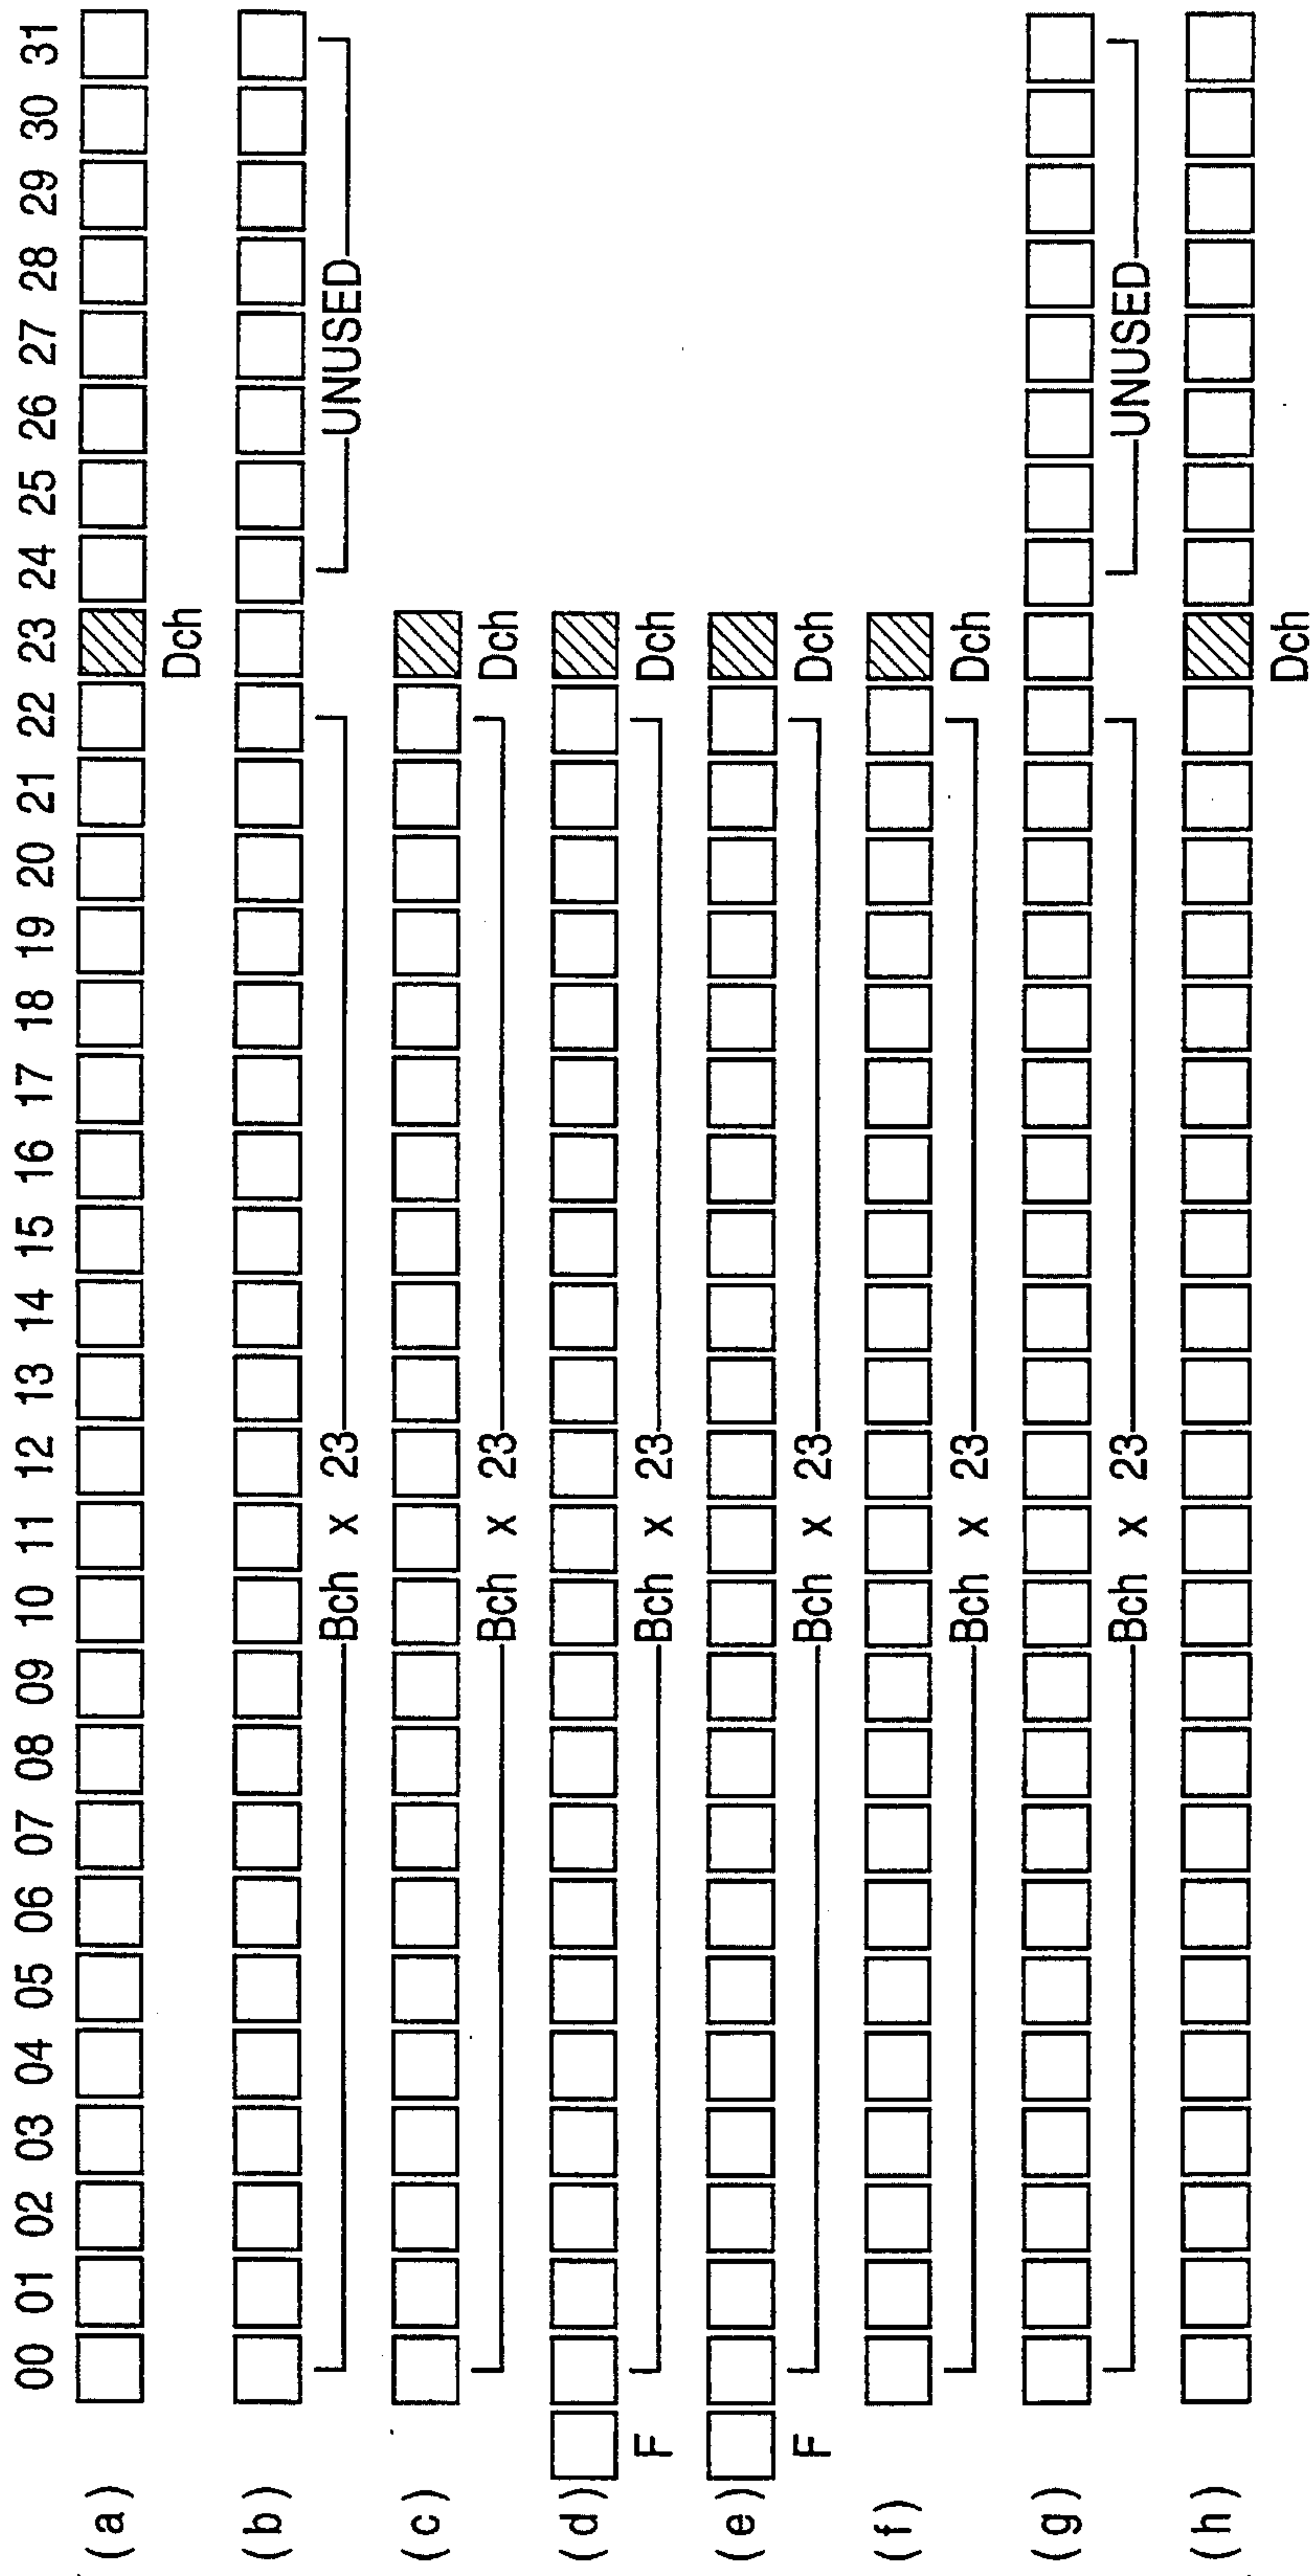 00 01 02 03 04 05 06 07 08 09 10 11 12 13 14 15 16 17 18 19 20 21 22 23 24 25 26 27 28 29 30 31
(a)
Dch
(b)
Bch x 23 UNUSED
(c)
Bch x 23 Dch
(d)
F Bch x 23 Dch
(e)
F Bch x 23 Dch
(f)
Bch x 23 Dch
(g)
Bch x 23 UNUSED
(h)
Dch